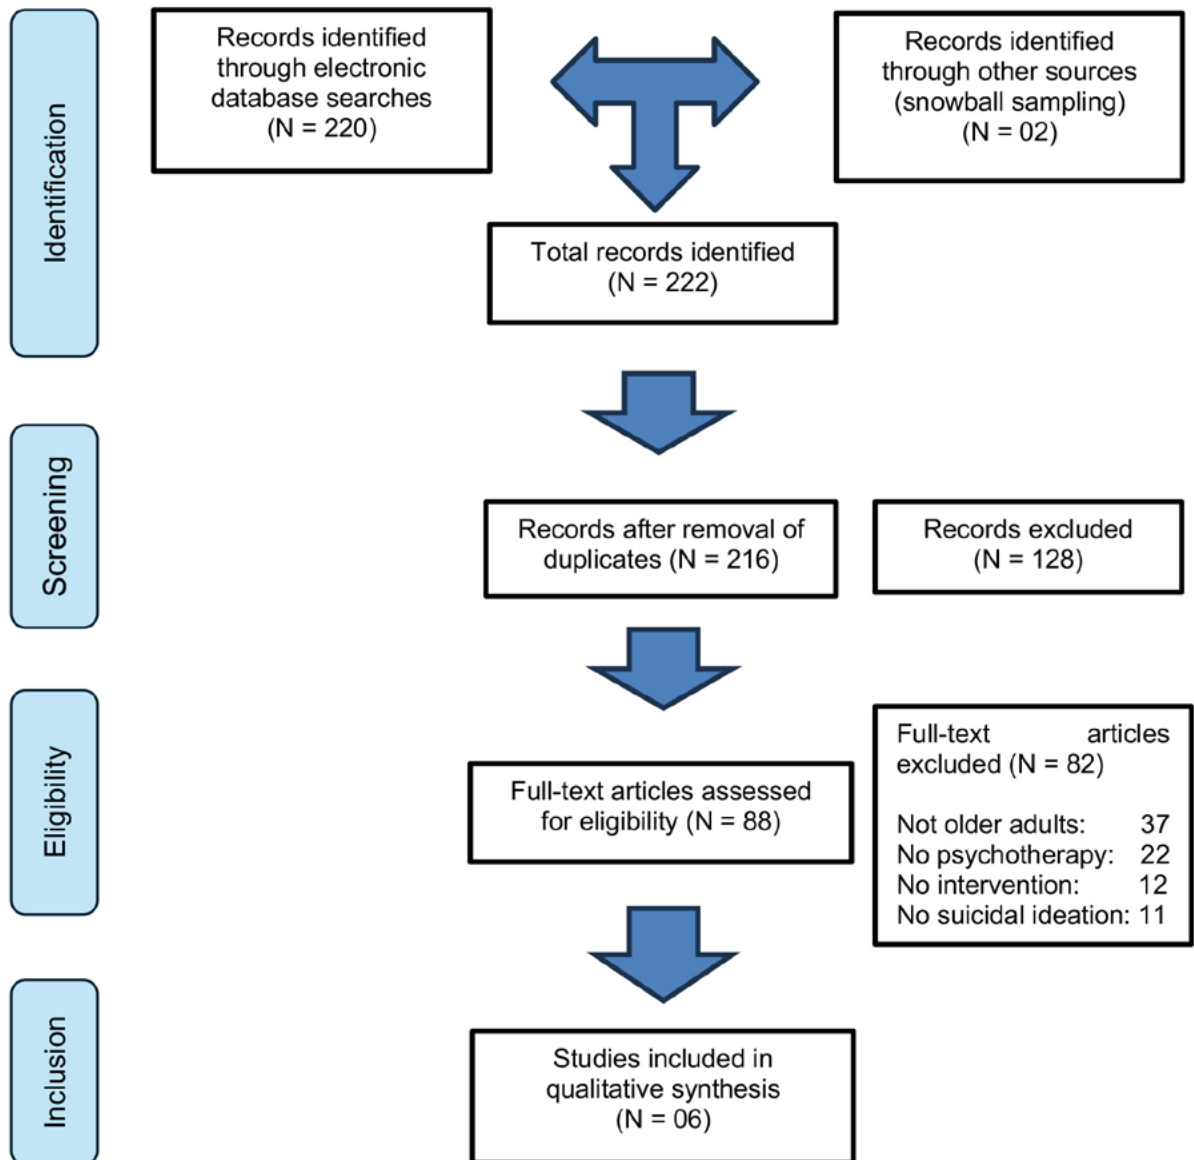 Identification
Records identified
through electronic
database searches
(N = 220)
Records identified
through other sources
(snowball sampling)
(N = 02)
Total records identified
(N = 222)
Screening
Records after removal of
duplicates (N = 216)
Records excluded
(N = 128)
Eligibility
Full-text articles assessed
for eligibility (N = 88)
Full-text articles
excluded (N = 82)
Not older adults: 37
No psychotherapy: 22
No intervention: 12
No suicidal ideation: 11
Inclusion
Studies included in
qualitative synthesis
(N = 06)